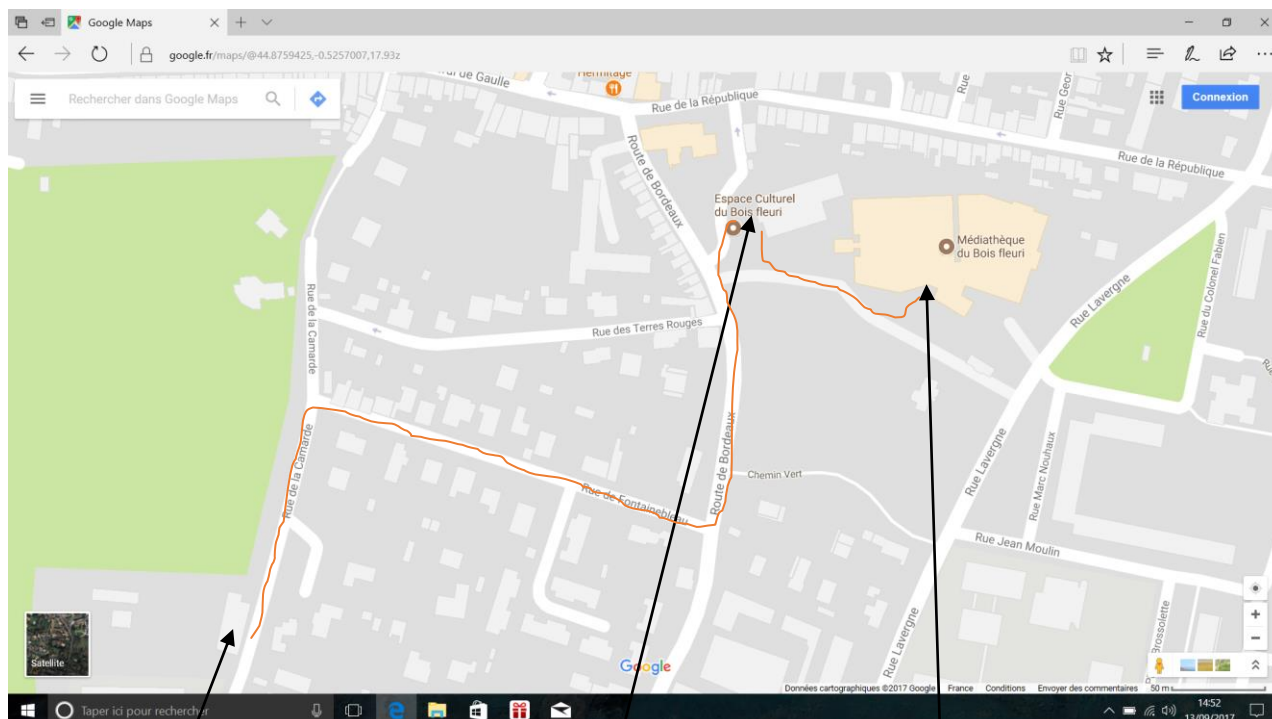 Google Maps
google.fr/maps/@44.8759425,-0.5257007,17.93z
Rechercher dans Google Maps
Connexion
de Gaulle
Hermitage
Rue de la République
Rue
Rue Geor
Rue de la République
Route de Bordeaux
Espace Culturel
du Bois fleuri
Médiathèque
du Bois fleuri
Rue du Colonel Fabien
Rue Lavergne
Rue de la Camarde
Rue des Terres Rouges
Rue de la Camarde
Route de Bordeaux
Chemin Vert
Rue Lavergne
Rue Marc Nouhaux
Rue de Fontainebleau
Rue Jean Moulin
Rue Lavergne
Brossolette
Satellite
Google
Données cartographiques ©2017 Google France Conditions Envoyer des commentaires 50 m
Taper ici pour rechercher
14:52
13/09/2017